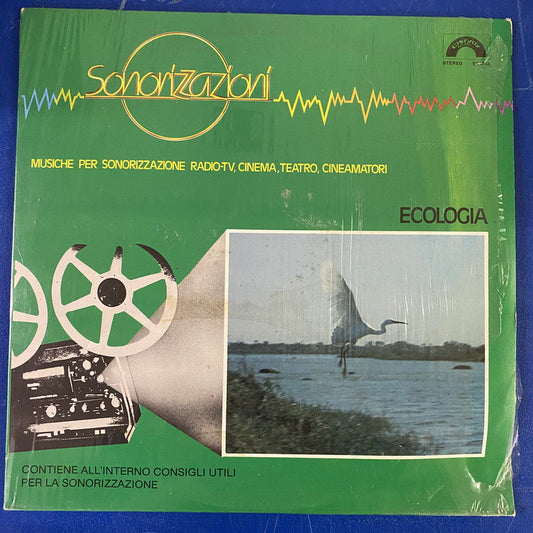 Sonorizzazioni
CINEVOX
STEREO
MUSICHE PER SONORIZZAZIONE RADIO-TV, CINEMA, TEATRO, CINEAMATORI
ECOLOGIA
CONTIENE ALL'INTERNO CONSIGLI UTILI
PER LA SONORIZZAZIONE